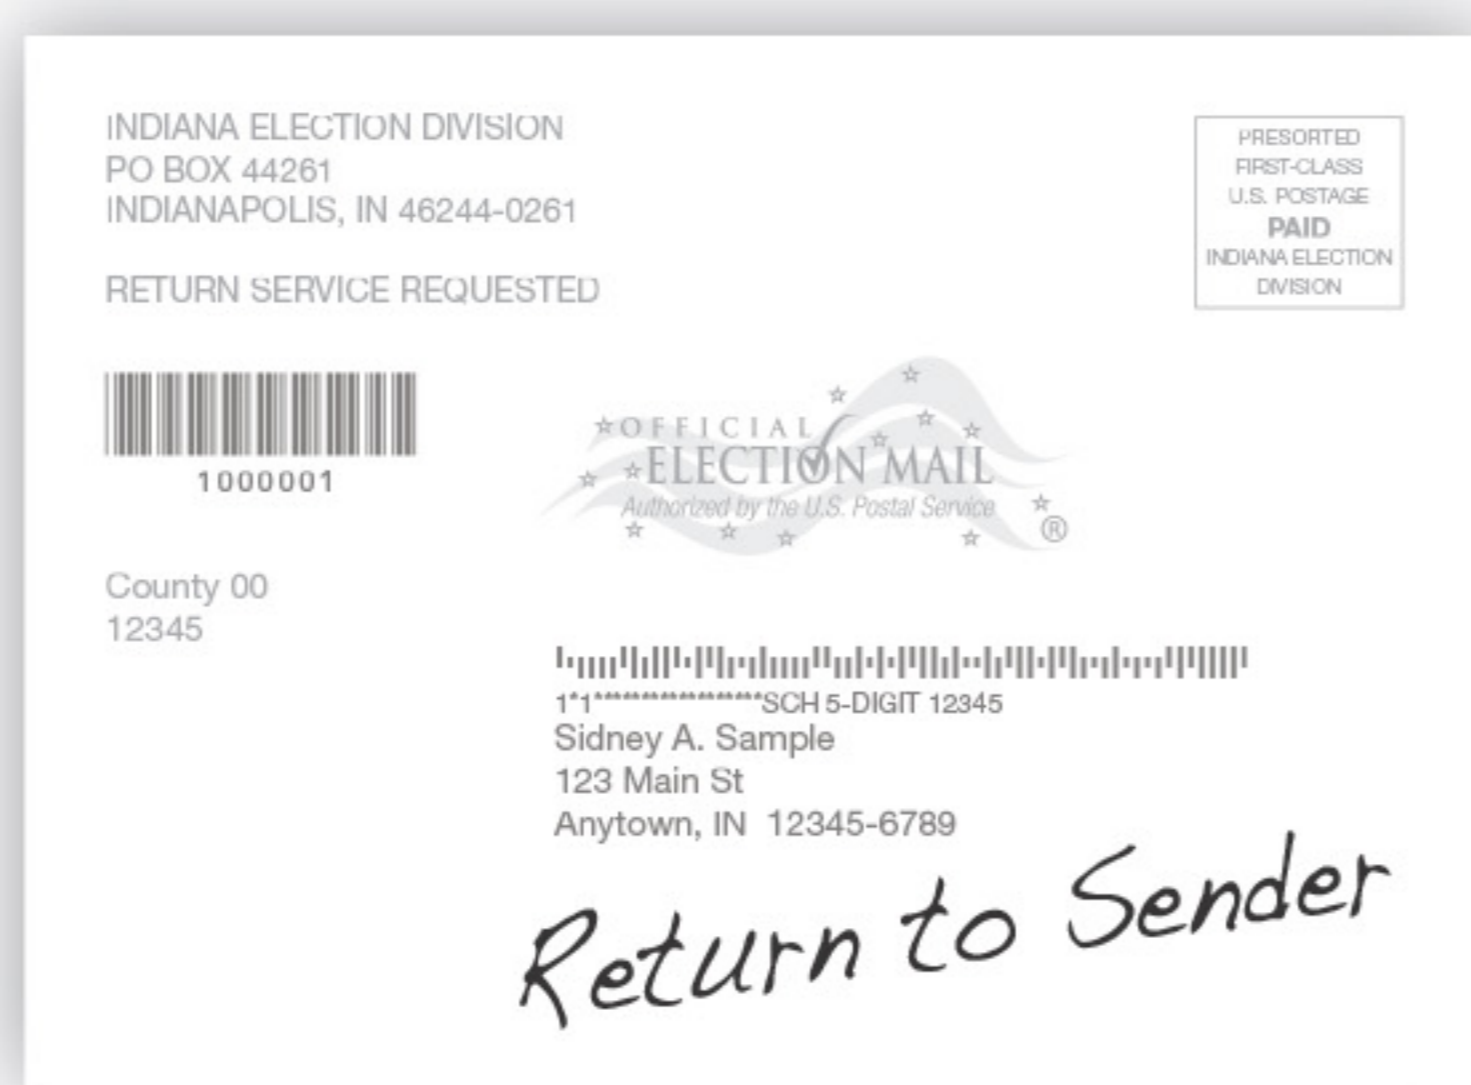 INDIANA ELECTION DIVISION
PO BOX 44261
INDIANAPOLIS, IN 46244-0261
RETURN SERVICE REQUESTED
PRESORTED
FIRST-CLASS
U.S. POSTAGE
PAID
INDIANA ELECTION
DIVISION
1000001
OFFICIAL
ELECTION MAIL
Authorized by the U.S. Postal Service
®
County 00
12345
1*1*******************SCH 5-DIGIT 12345
Sidney A. Sample
123 Main St
Anytown, IN 12345-6789
Return to Sender